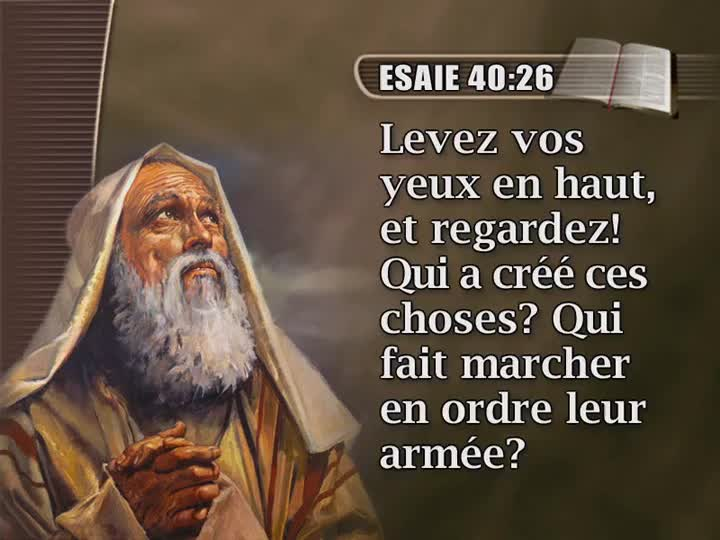 ESAIE 40:26
Levez vos
yeux en haut,
et regardez!
Qui a créé ces
choses? Qui
fait marcher
en ordre leur
armée?